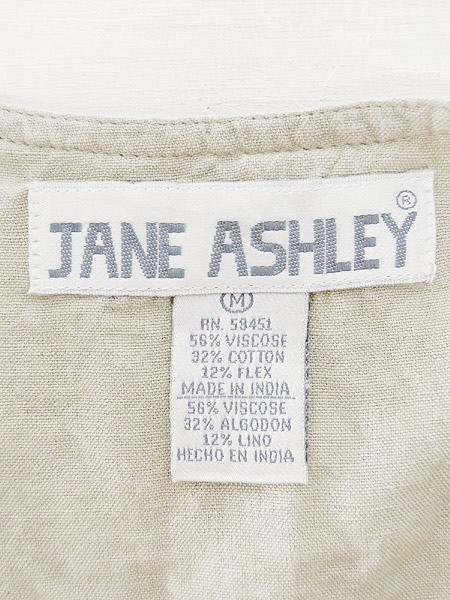 JANE ASHLEY®
M
RN. 59451
56% VISCOSE
32% COTTON
12% FLEX
MADE IN INDIA
56% VISCOSE
32% ALGODON
12% LINO
HECHO EN INDIA